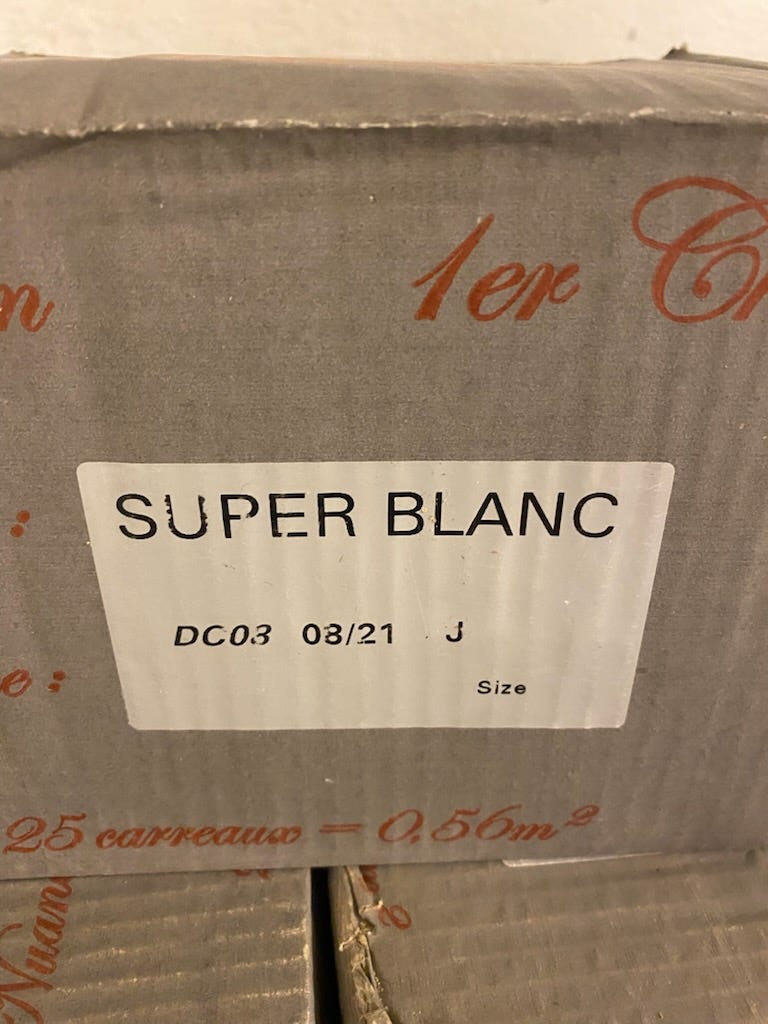 1er
SUPER BLANC
DC03 08/21 J
Size
25 carreaux = 0,56m²